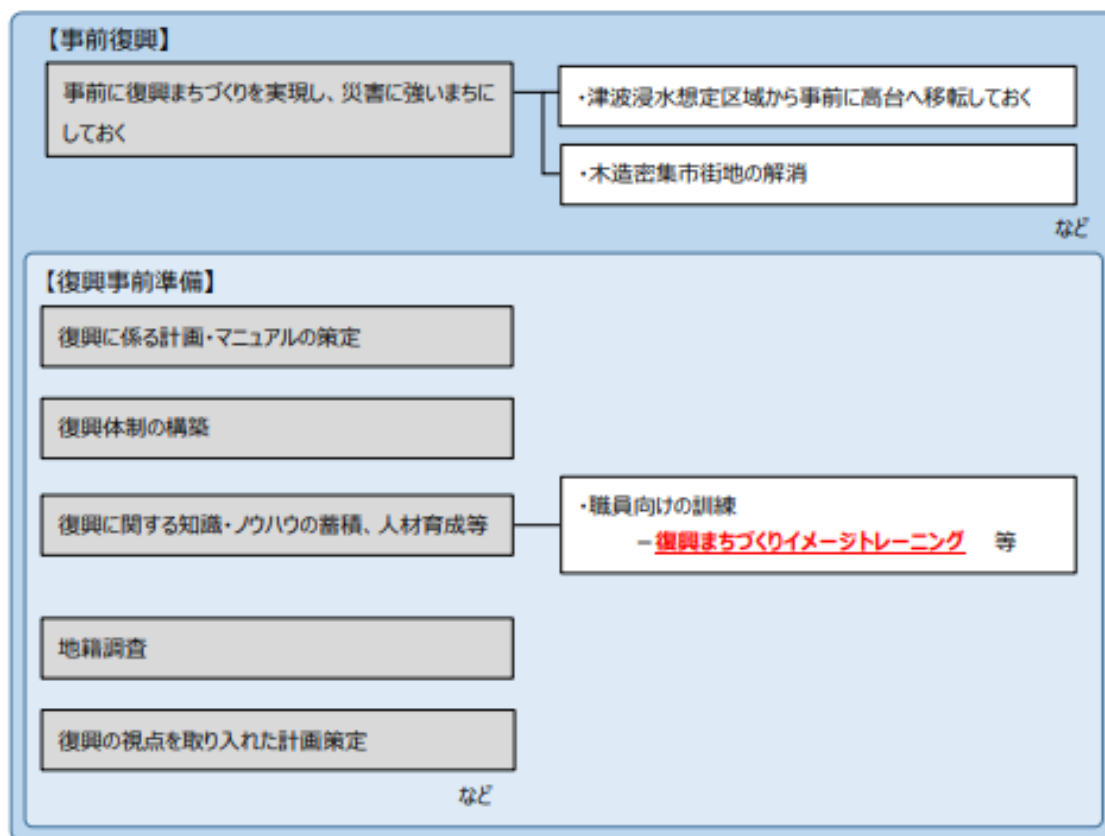 【事前復興】
事前に復興まちづくりを実現し、災害に強いまちに
しておく
・津波浸水想定区域から事前に高台へ移転しておく
・木造密集市街地の解消
など
【復興事前準備】
復興に係る計画・マニュアルの策定
復興体制の構築
復興に関する知識・ノウハウの蓄積、人材育成等
・職員向けの訓練
－復興まちづくりイメージトレーニング 等
地籍調査
復興の視点を取り入れた計画策定
など